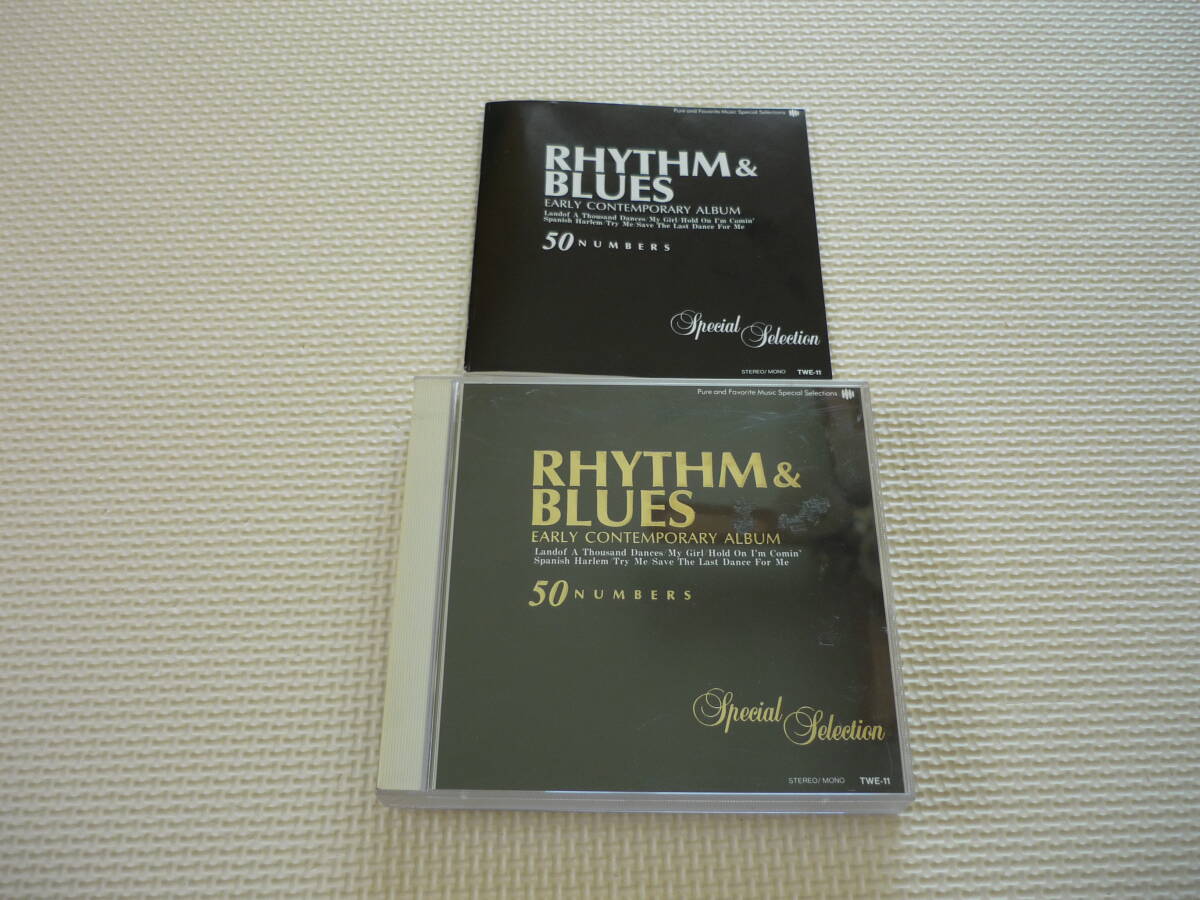 Pure and Favorite Music Special Selections
RHYTHM &
BLUES
EARLY CONTEMPORARY ALBUM
Landof A Thousand Dances/My Girl/Hold On I'm Comin'
Spanish Harlem/Try Me/Save The Last Dance For Me
50 NUMBERS
Special Selection
STEREO/MONO TWE-11
Pure and Favorite Music Special Selections
RHYTHM &
BLUES
EARLY CONTEMPORARY ALBUM
Landof A Thousand Dances/My Girl/Hold On I'm Comin'
Spanish Harlem/Try Me/Save The Last Dance For Me
50 NUMBERS
Special Selection
STEREO/MONO TWE-11